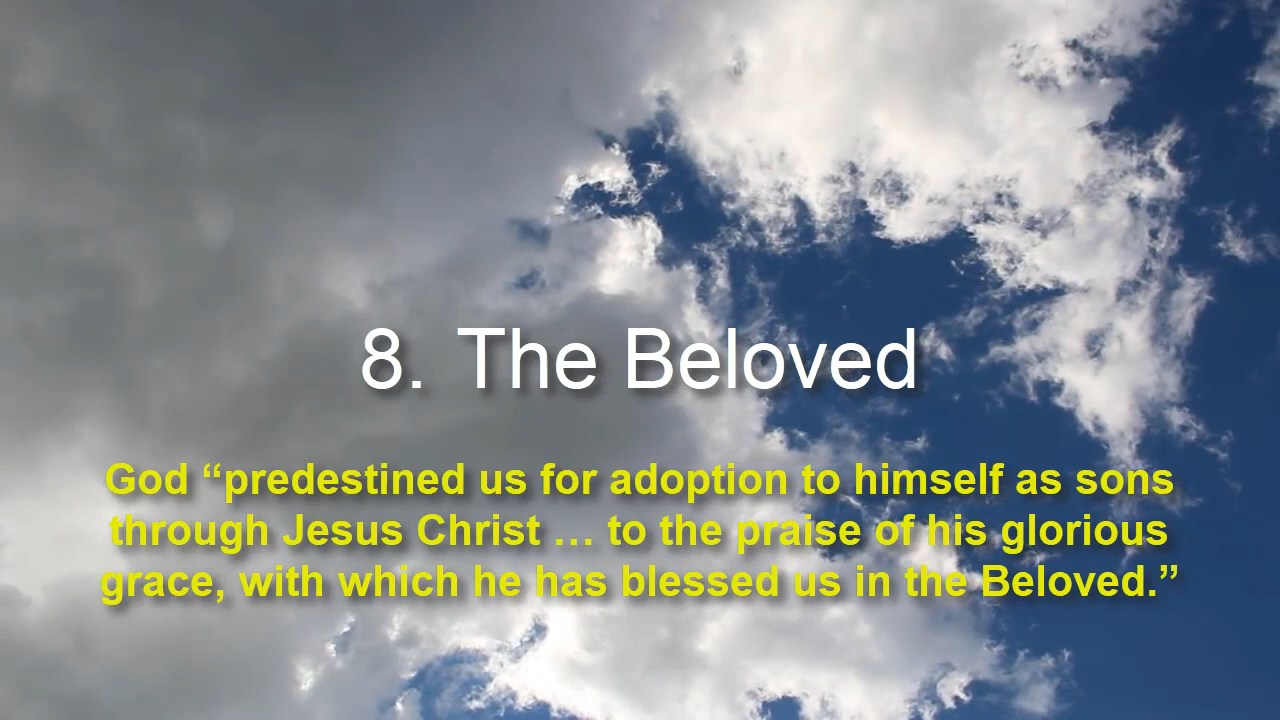 8. The Beloved
God “predestined us for adoption to himself as sons
through Jesus Christ … to the praise of his glorious
grace, with which he has blessed us in the Beloved.”